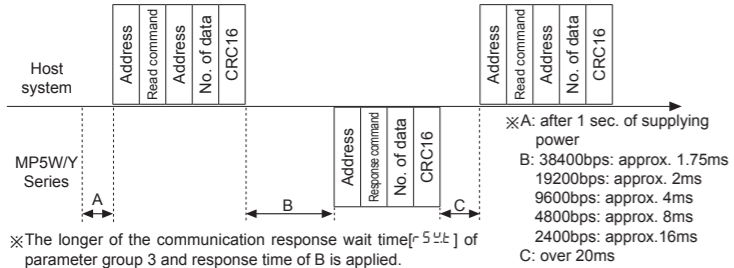 Address
Read command
Address
No. of data
CRC16
Address
Read command
Address
No. of data
CRC16
Host
system
Address
Response command
No. of data
CRC16
MP5W/Y
Series
A
B
C
※A: after 1 sec. of supplying
power
B: 38400bps: approx. 1.75ms
19200bps: approx. 2ms
9600bps: approx. 4ms
4800bps: approx. 8ms
2400bps: approx.16ms
C: over 20ms
※The longer of the communication response wait time[rSYt] of
parameter group 3 and response time of B is applied.